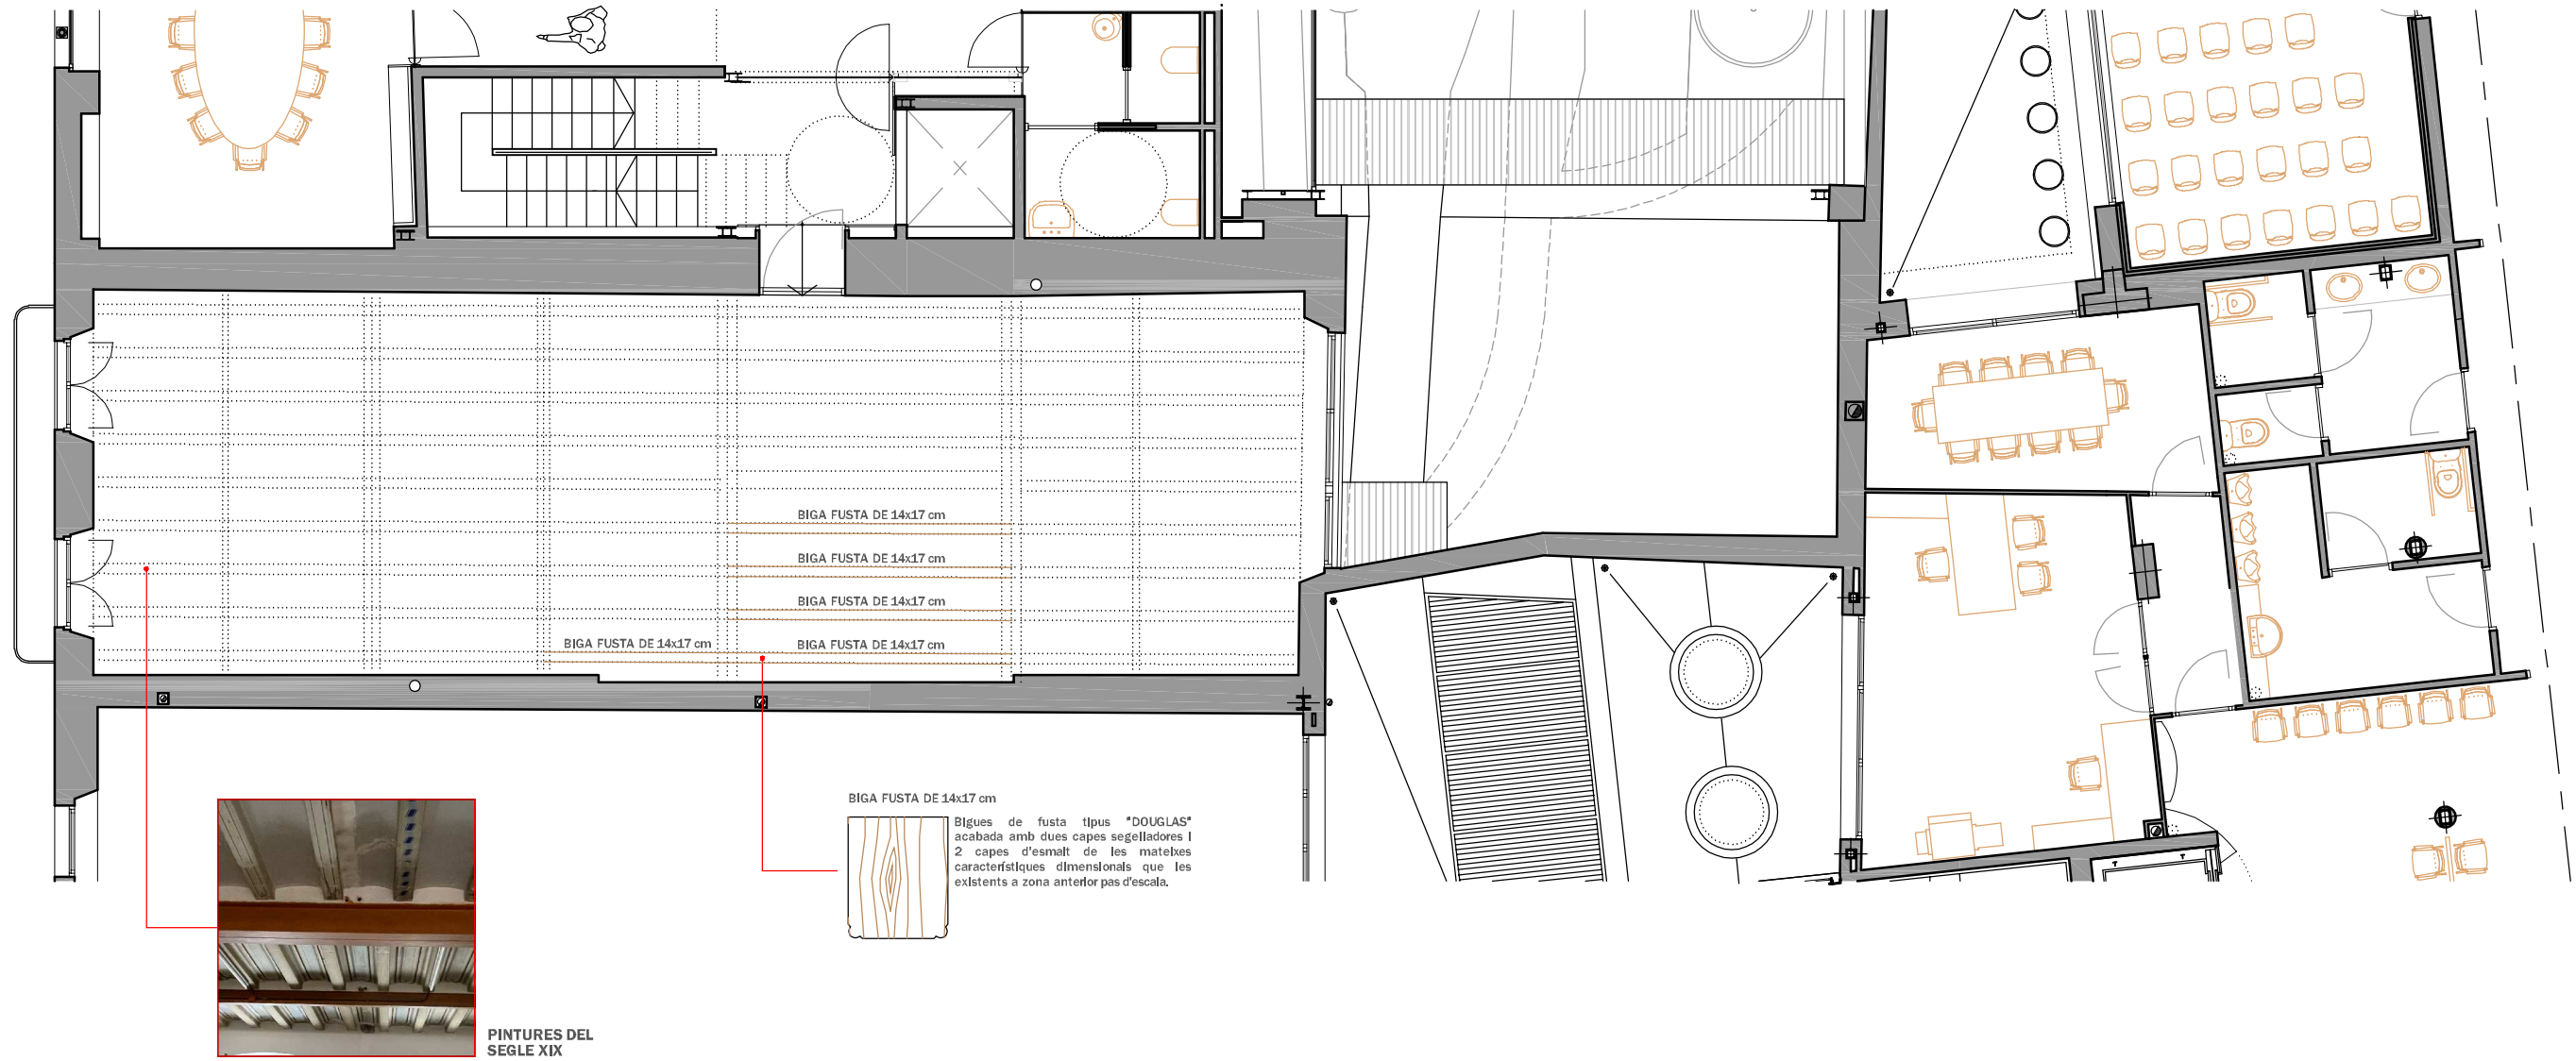 BIGA FUSTA DE 14x17 cm
BIGA FUSTA DE 14x17 cm
BIGA FUSTA DE 14x17 cm
BIGA FUSTA DE 14x17 cm
BIGA FUSTA DE 14x17 cm
BIGA FUSTA DE 14x17 cm
Bigues de fusta tipus "DOUGLAS"
acabada amb dues capes segelladores i
2 capes d'esmalt de les mateixes
característiques dimensionals que les
existents a zona anterior pas d'escala.
PINTURES DEL
SEGLE XIX